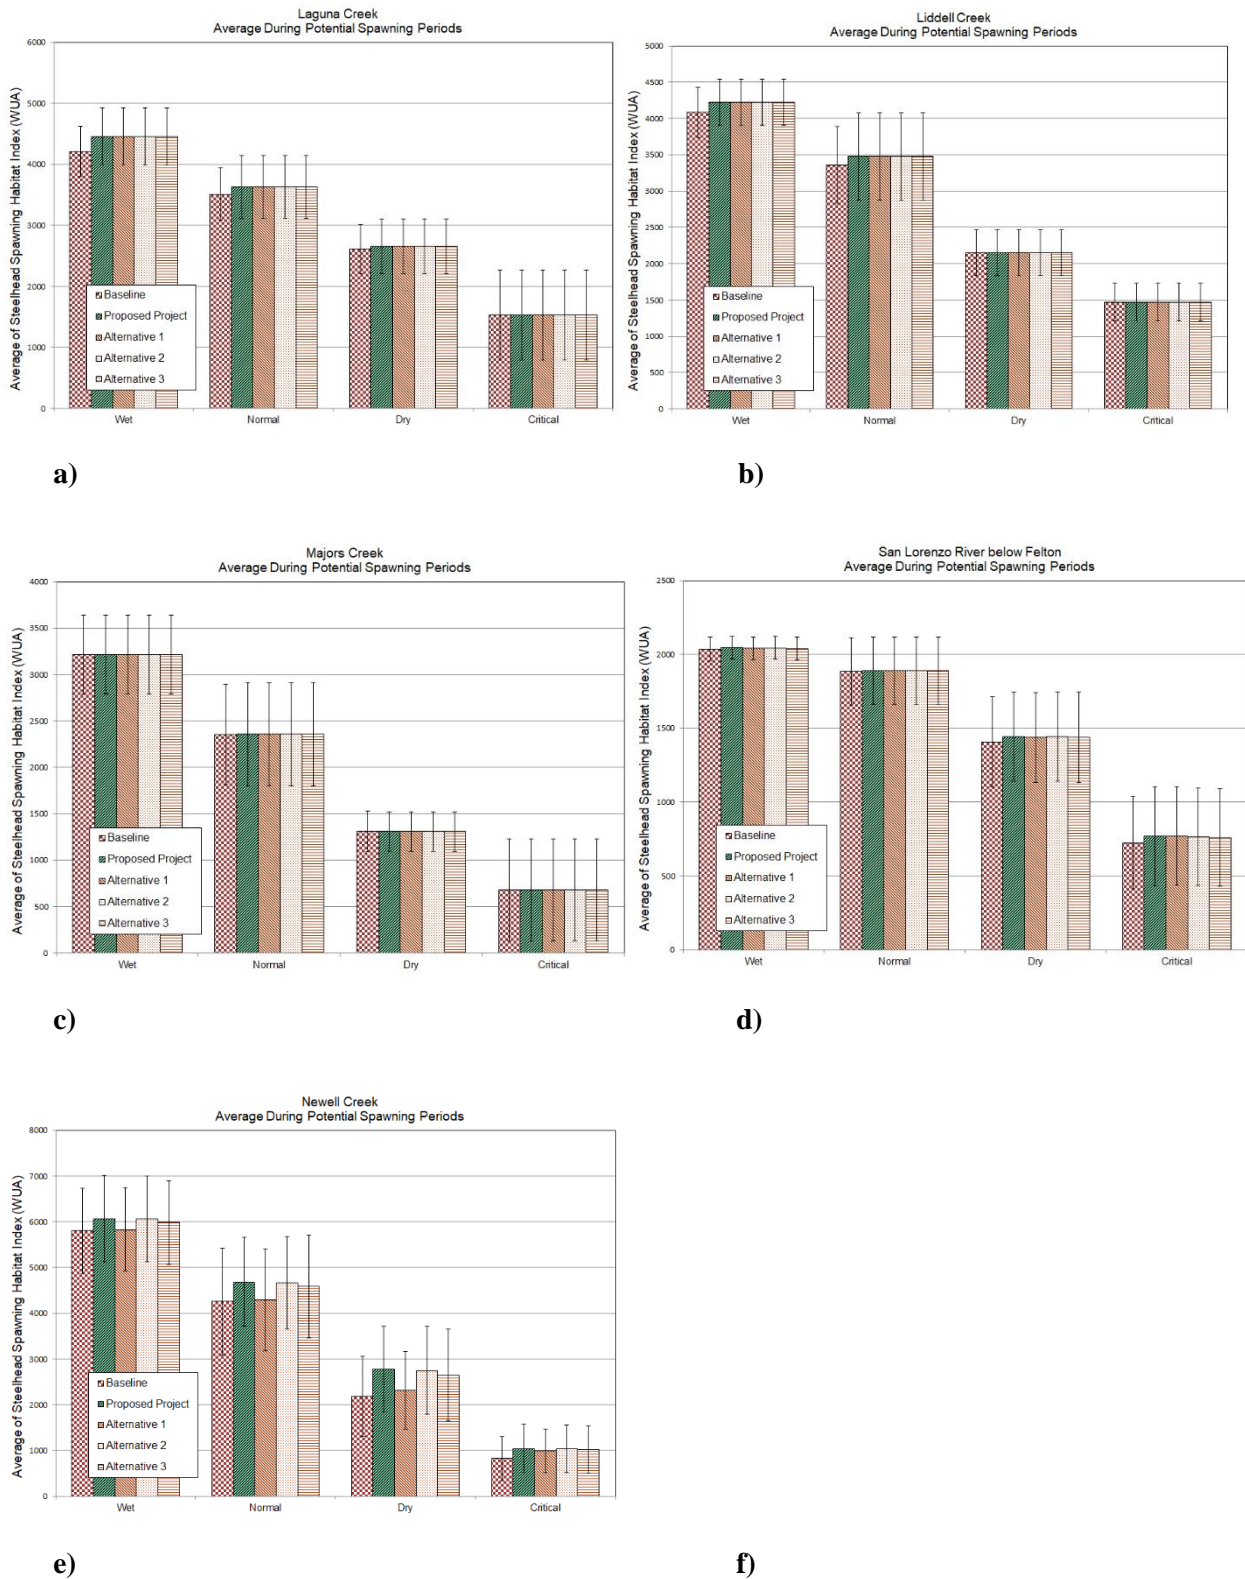 Laguna Creek
Average During Potential Spawning Periods
Average of Steelhead Spawning Habitat Index (WUA)
6000
5000
4000
3000
2000
1000
0
Baseline
Proposed Project
Alternative 1
Alternative 2
Alternative 3
Wet Normal Dry Critical
a)
Liddell Creek
Average During Potential Spawning Periods
Average of Steelhead Spawning Habitat Index (WUA)
5000
4500
4000
3500
3000
2500
2000
1500
1000
500
0
Baseline
Proposed Project
Alternative 1
Alternative 2
Alternative 3
Wet Normal Dry Critical
b)
Majors Creek
Average During Potential Spawning Periods
Average of Steelhead Spawning Habitat Index (WUA)
4000
3500
3000
2500
2000
1500
1000
500
0
Baseline
Proposed Project
Alternative 1
Alternative 2
Alternative 3
Wet Normal Dry Critical
c)
San Lorenzo River below Felton
Average During Potential Spawning Periods
Average of Steelhead Spawning Habitat Index (WUA)
2500
2000
1500
1000
500
0
Baseline
Proposed Project
Alternative 1
Alternative 2
Alternative 3
Wet Normal Dry Critical
d)
Newell Creek
Average During Potential Spawning Periods
Average of Steelhead Spawning Habitat Index (WUA)
8000
7000
6000
5000
4000
3000
2000
1000
0
Baseline
Proposed Project
Alternative 1
Alternative 2
Alternative 3
Wet Normal Dry Critical
e)
f)